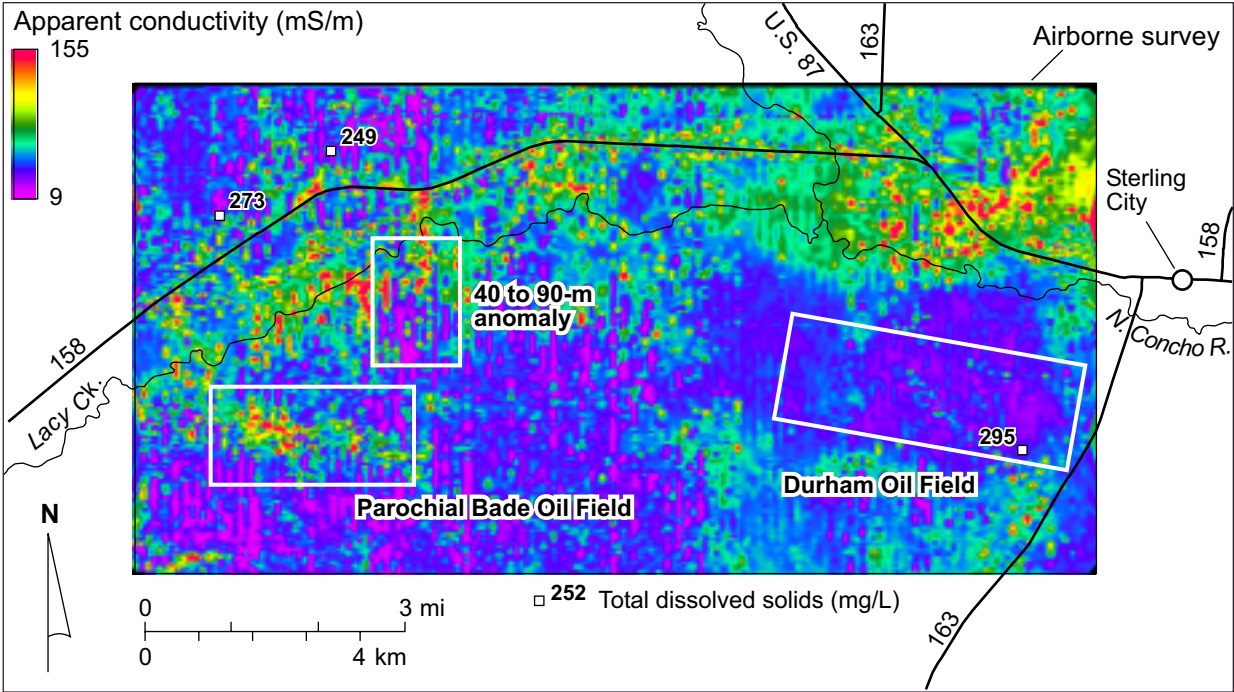 Apparent conductivity (mS/m)
155
9
U.S. 87
163
Airborne survey
249
273
Sterling
City
158
40 to 90-m
anomaly
N. Concho R.
158
Lacy Ck.
295
Durham Oil Field
Parochial Bade Oil Field
N
0
3 mi
0
4 km
252 Total dissolved solids (mg/L)
163